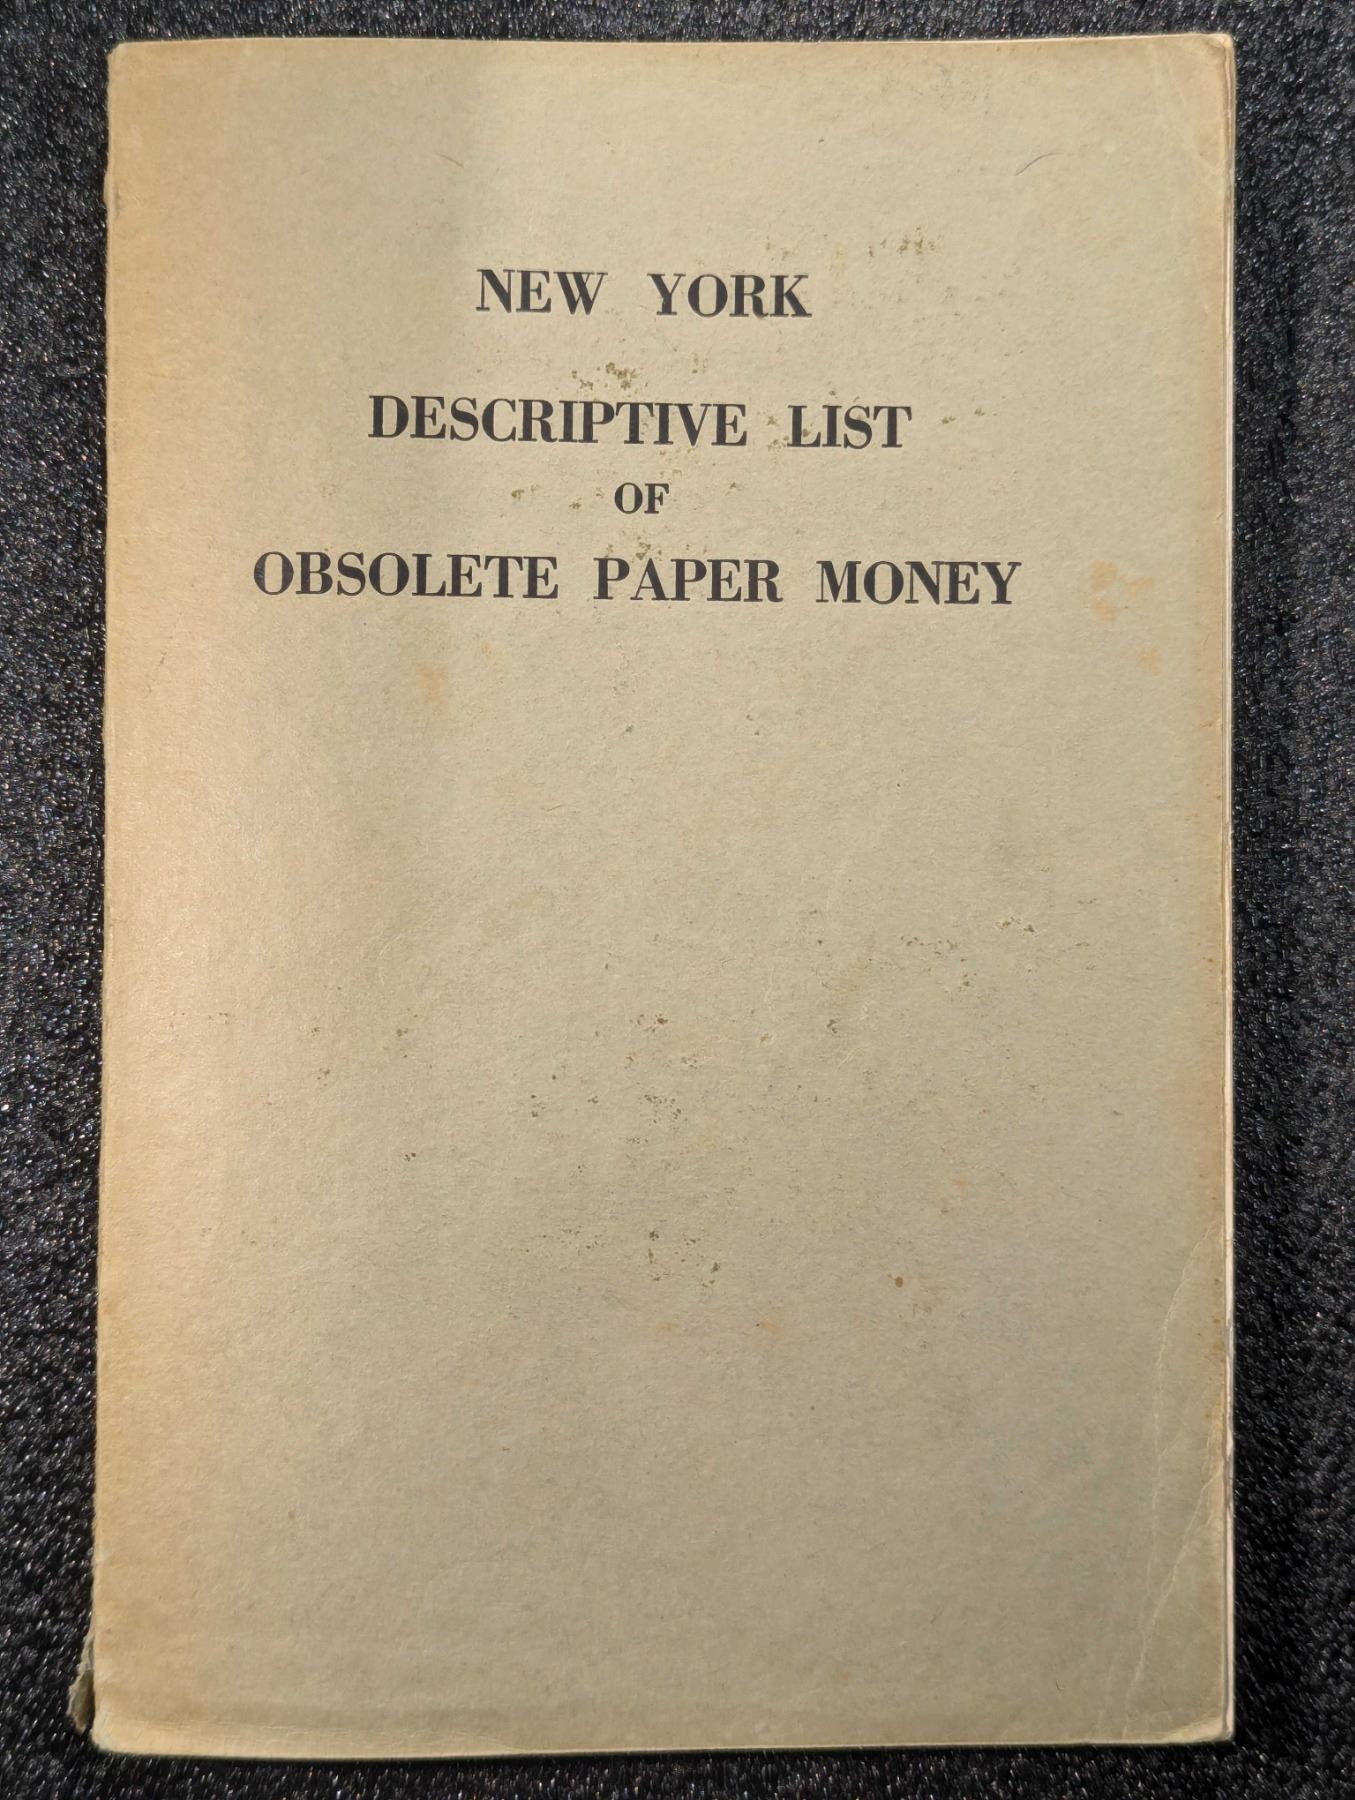 NEW YORK
DESCRIPTIVE LIST
OF
OBSOLETE PAPER MONEY